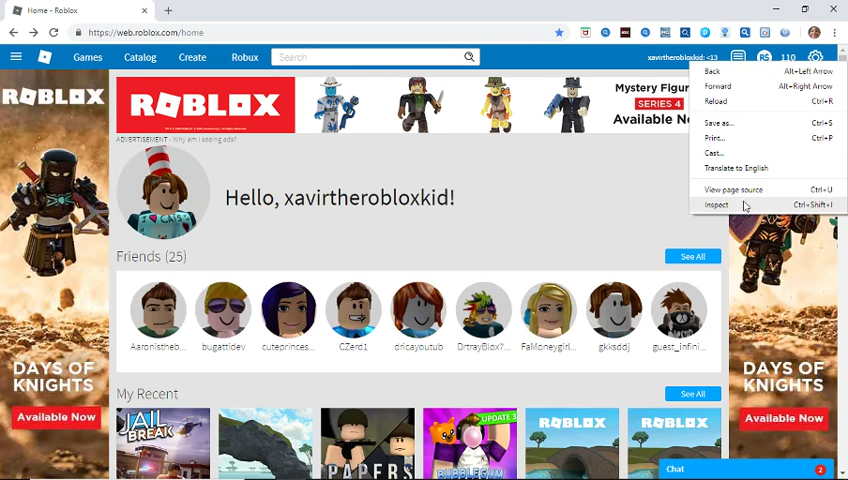 Home - Roblox
https://web.roblox.com/home
Games
Catalog
Create
Robux
Search
xavirtherobloxkid: <13
110
Back Alt+Left Arrow
Forward Alt+Right Arrow
Reload Ctrl+R
Save as... Ctrl+S
Print... Ctrl+P
Cast...
Translate to English
View page source Ctrl+U
Inspect Ctrl+Shift+I
ROBLOX
ROBLOX
Mystery Figu
SERIES 4
Available No
ADVERTISEMENT - Why am I seeing ads?
Hello, xavirtherobloxkid!
Friends (25)
See All
Aaronistheb...
bugattidev
cuteprinces...
CZerd1
dricayoutub
DrtrayBlox7...
FaMoneygirl...
gkksddj
guest_infini...
DAYS OF
KNIGHTS
Available Now
DAYS OF
KNIGHTS
Available Now
My Recent
See All
JAIL
BREAK
PAPERS
UPDATE 3
BUBBLEGUM
ROBLOX
ROBLOX
Chat
2